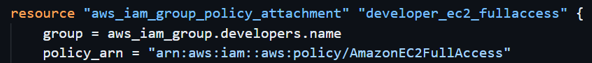 resource "aws_iam_group_policy_attachment" "developer_ec2_fullaccess" {
group = aws_iam_group.developers.name
policy_arn = "arn:aws:iam::aws:policy/AmazonEC2FullAccess"